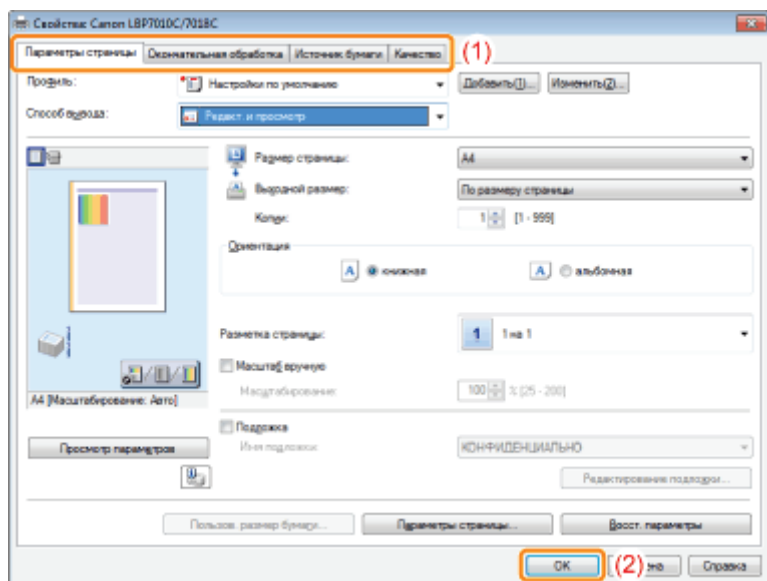 Свойства: Canon LBP7010C/7018C
Параметры страницы Окончательная обработка Источник бумаги Качество (1)
Профиль: Настройки по умолчанию Добавить(1)... Изменить(2)...
Способ вывода: Редакт. и просмотр
Размер страницы: A4
Выходной размер: По размеру страницы
Копии: 1 [1 - 999]
Ориентация
A книжная A альбомная
Разметка страницы: 1 1 на 1
Масштаб вручную
Масштабирование: 100 % [25 - 200]
A4 [Масштабирование: Авто]
Подложка
Просмотр параметров Имя подложки: КОНФИДЕНЦИАЛЬНО
Редактирование подложки...
Пользов. размер бумаги... Параметры страницы... Восст. параметры
OK (2) на Справка